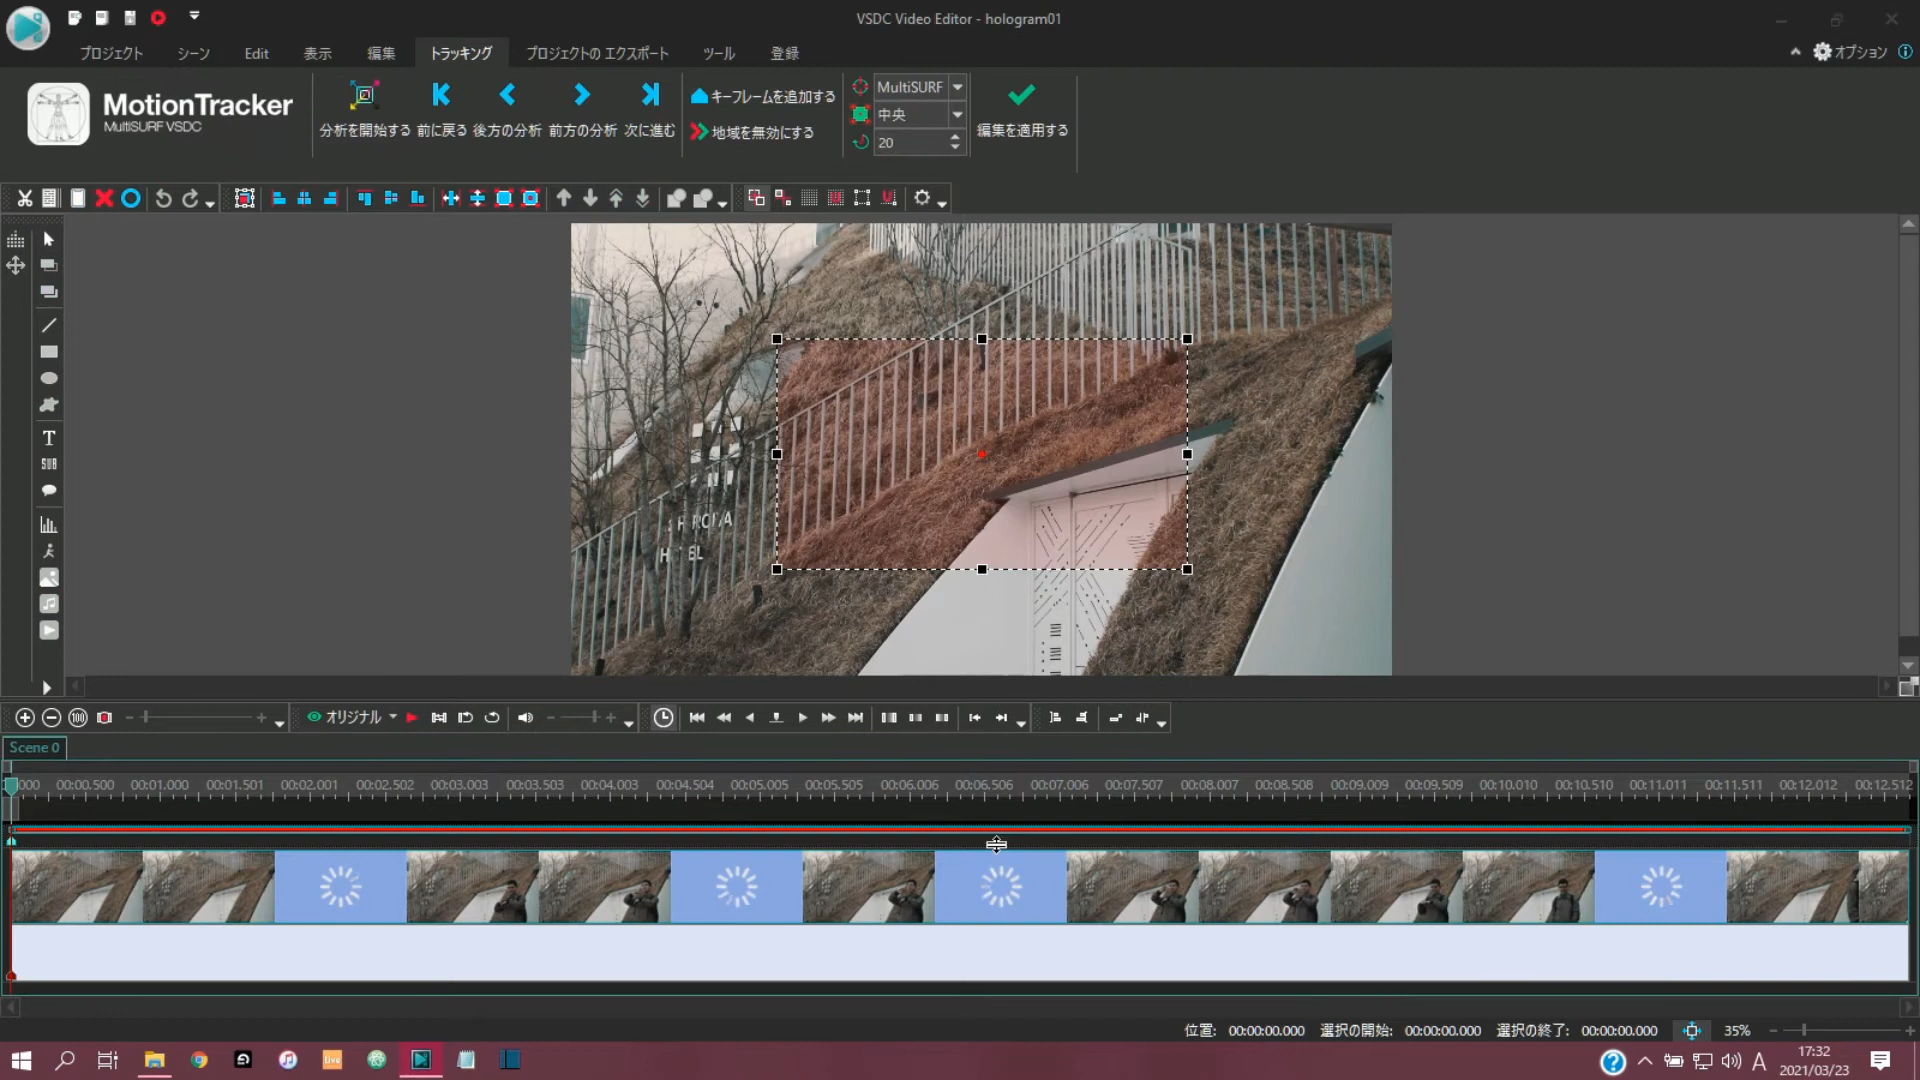 VSDC Video Editor - hologram01
プロジェクト シーン Edit 表示 編集 トラッキング プロジェクトの エクスポート ツール 登録 オプション
MotionTracker
MultiSURF VSDC
分析を開始する 前に戻る 後方の分析 前方の分析 次に進む
キーフレームを追加する
地域を無効にする
MultiSURF
中央
20
編集を適用する
T
SUB
HOTEL
オリジナル
Scene 0
000 00:00.500 00:01.000 00:01.501 00:02.001 00:02.502 00:03.003 00:03.503 00:04.003 00:04.504 00:05.005 00:05.505 00:06.006 00:06.506 00:07.006 00:07.507 00:08.007 00:08.508 00:09.009 00:09.509 00:10.010 00:10.510 00:11.011 00:11.511 00:12.012 00:12.512
位置: 00:00:00.000 選択の開始: 00:00:00.000 選択の終了: 00:00:00.000 35%
live
A
17:32
2021/03/23